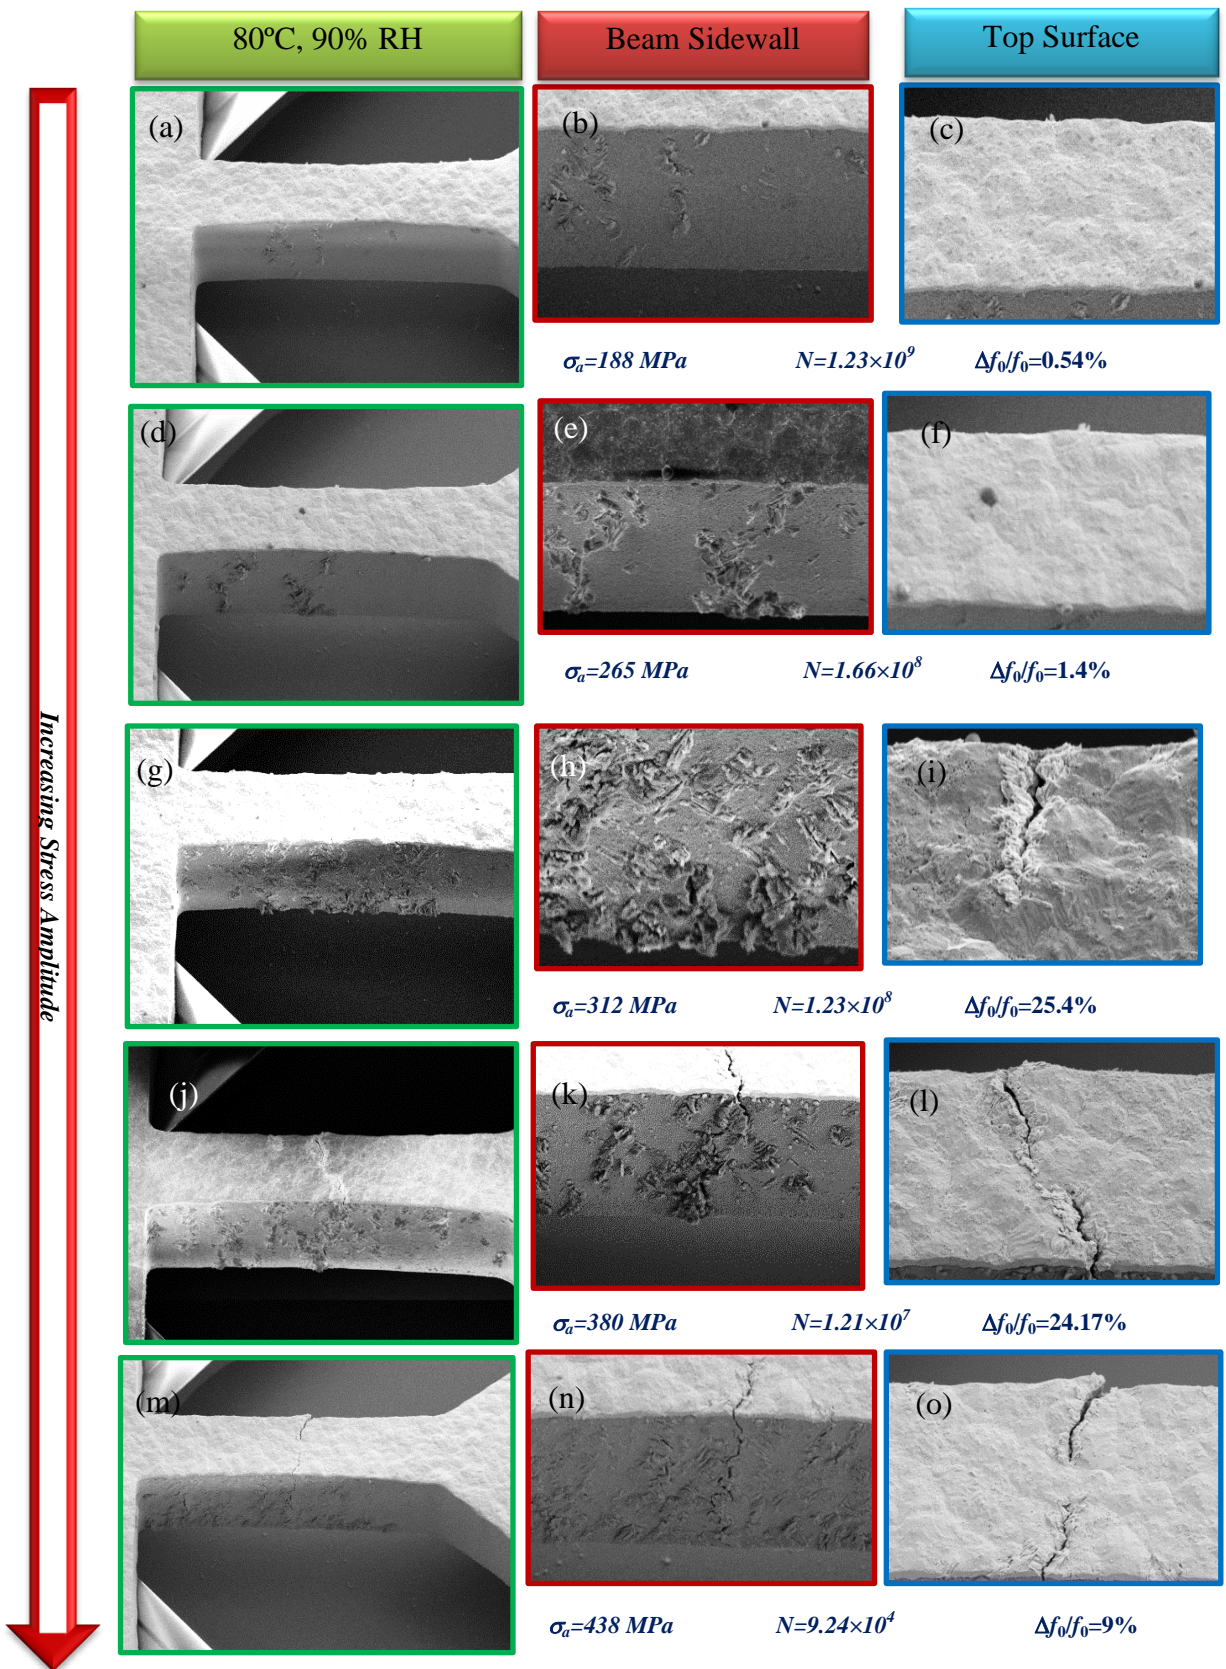 80ºC, 90% RH
Beam Sidewall
Top Surface
(a)
(b)
(c)
σa=188 MPa N=1.23×10⁹ Δf₀/f₀=0.54%
(d)
(e)
(f)
σa=265 MPa N=1.66×10⁸ Δf₀/f₀=1.4%
Increasing Stress Amplitude
(g)
(h)
(i)
σa=312 MPa N=1.23×10⁸ Δf₀/f₀=25.4%
(j)
(k)
(l)
σa=380 MPa N=1.21×10⁷ Δf₀/f₀=24.17%
(m)
(n)
(o)
σa=438 MPa N=9.24×10⁴ Δf₀/f₀=9%